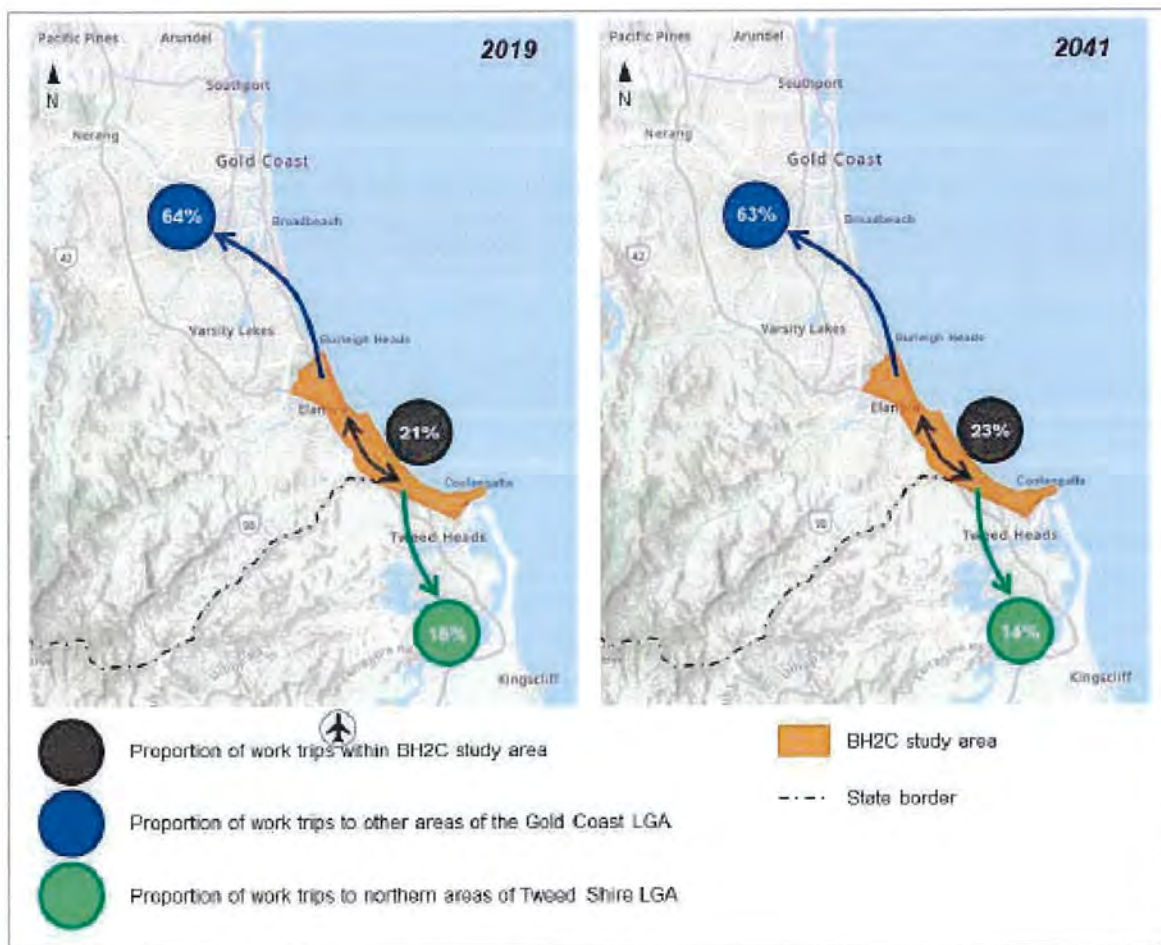 2019
Pacific Pines
Arundel
N
Southport
Nerang
Gold Coast
64%
Broadbeach
42
Varsity Lakes
Burleigh Heads
21%
Coolangatta
Tweed Heads
Kingscliff
2041
Pacific Pines
Arundel
N
Southport
Nerang
Gold Coast
63%
Broadbeach
42
Varsity Lakes
Burleigh Heads
23%
Coolangatta
Tweed Heads
14%
Kingscliff
Proportion of work trips within BH2C study area
Proportion of work trips to other areas of the Gold Coast LGA
Proportion of work trips to northern areas of Tweed Shire LGA
BH2C study area
State border